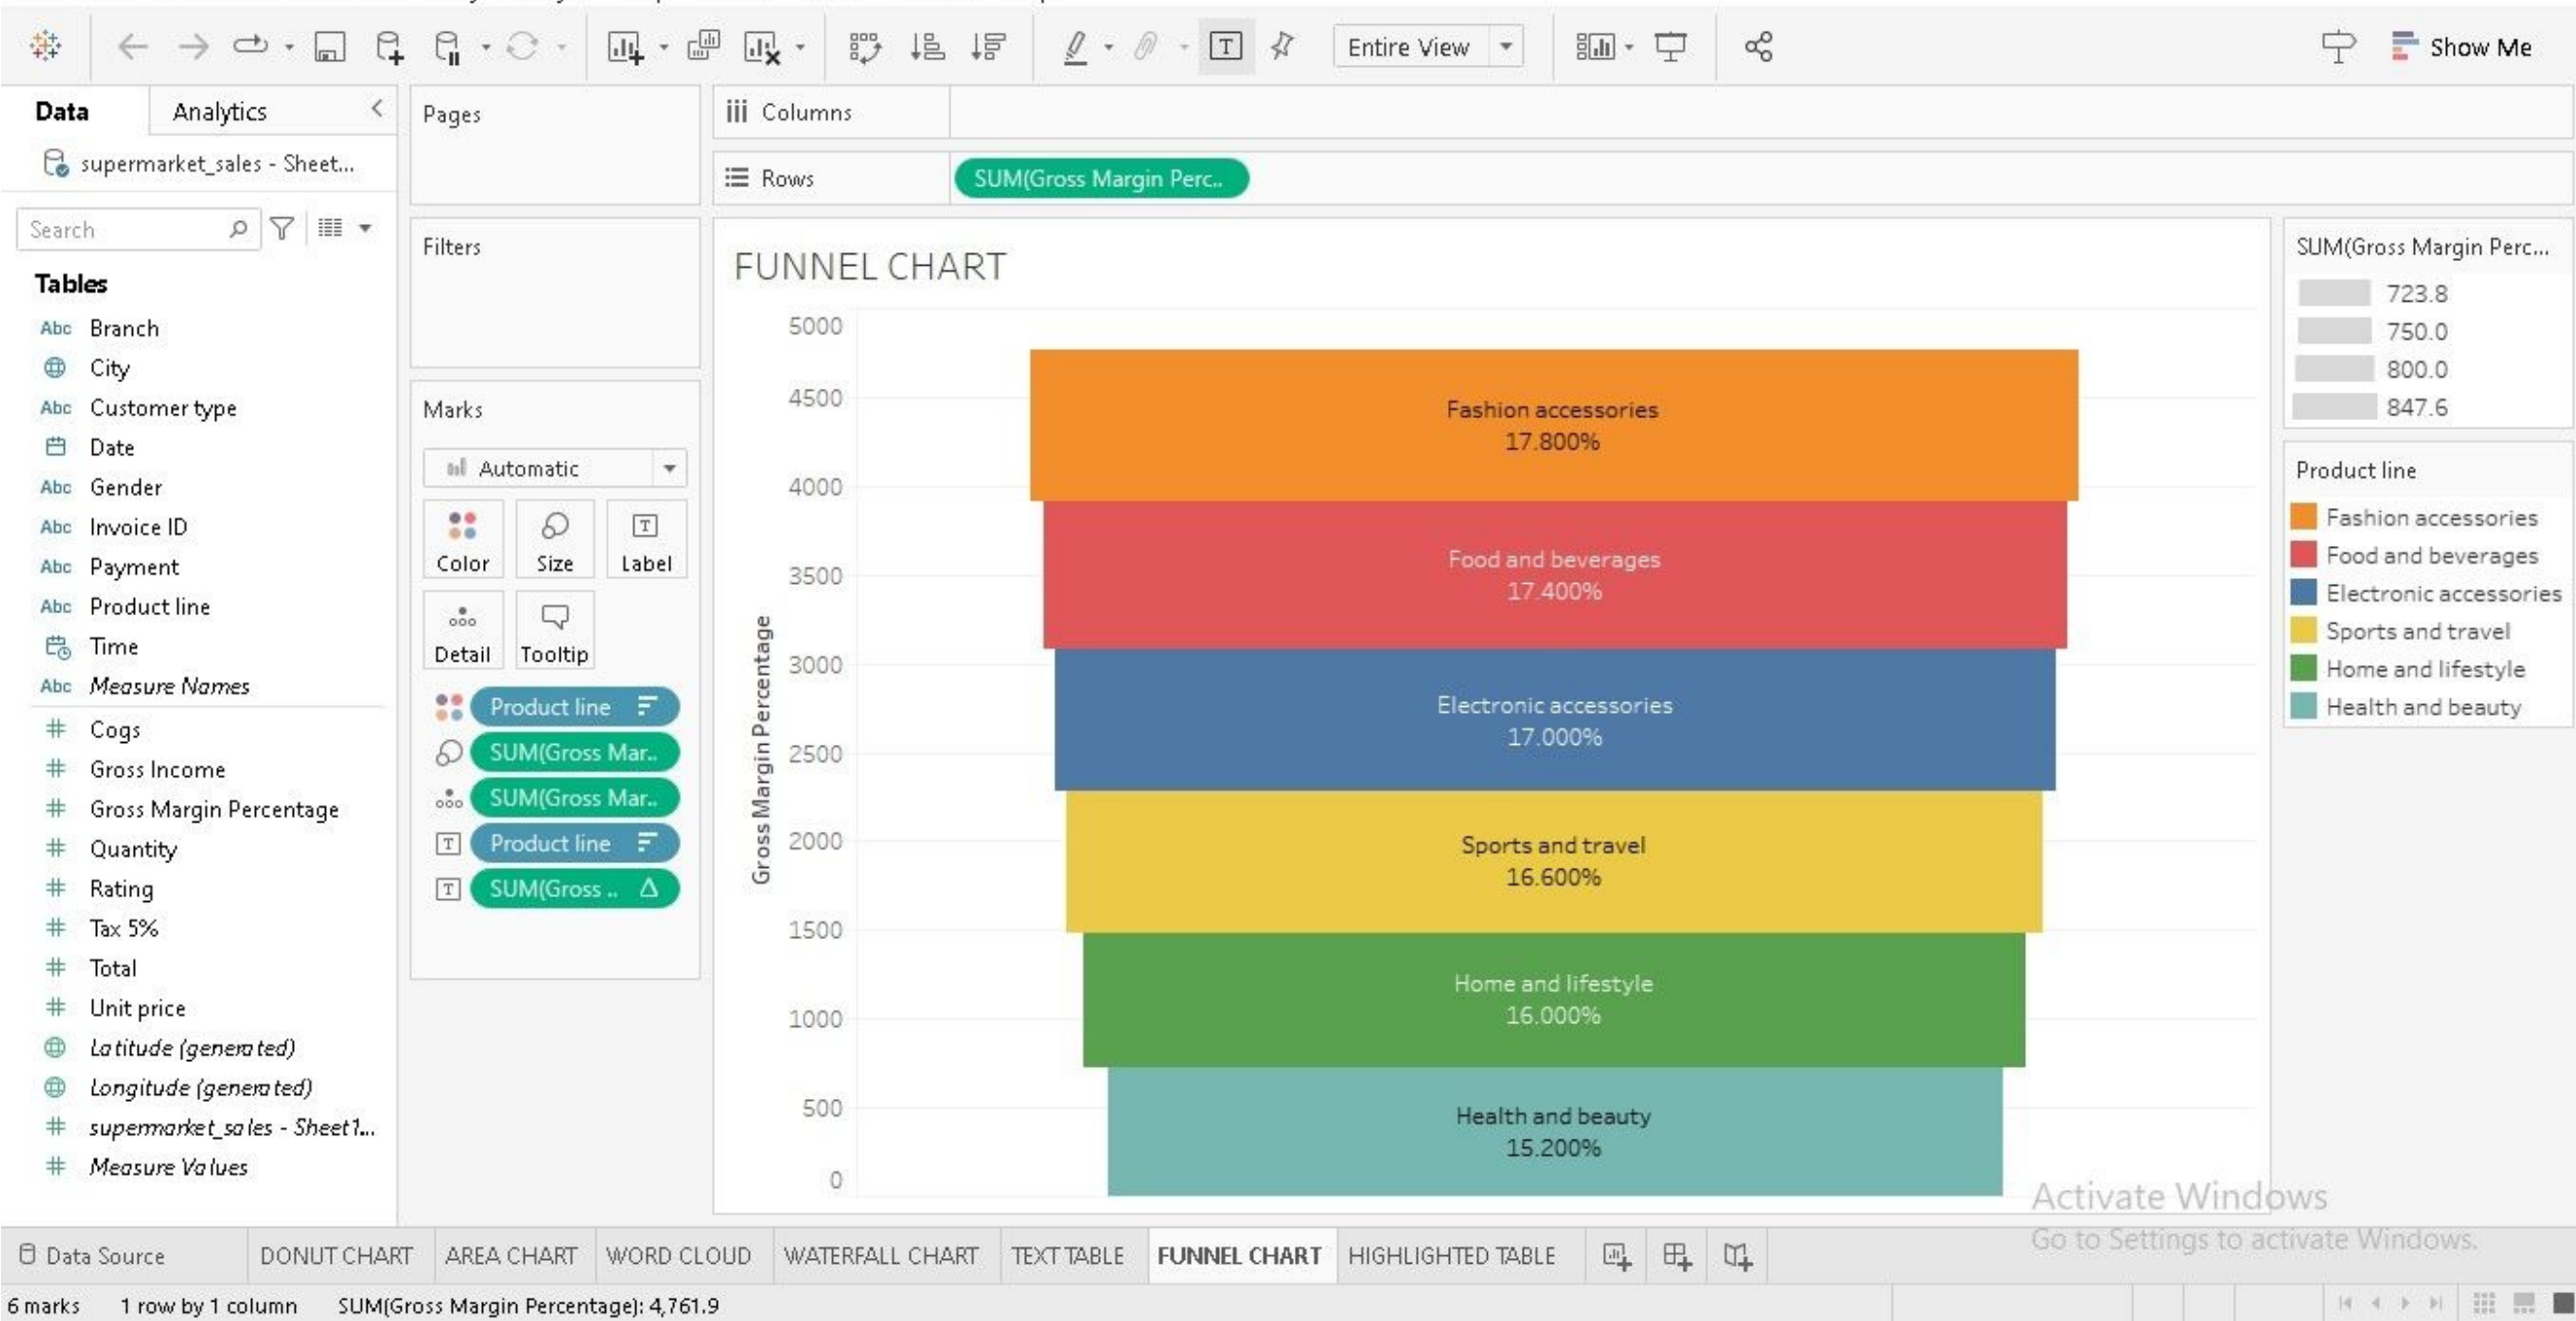 Entire View
Show Me
Data
Analytics
supermarket_sales - Sheet...
Search
Tables
Abc Branch
City
Abc Customer type
Date
Abc Gender
Abc Invoice ID
Abc Payment
Abc Product line
Time
Abc Measure Names
# Cogs
# Gross Income
# Gross Margin Percentage
# Quantity
# Rating
# Tax 5%
# Total
# Unit price
Latitude (generated)
Longitude (generated)
# supermarket_sales - Sheet1...
# Measure Values
Pages
Filters
Marks
Automatic
Color
Size
Label
Detail
Tooltip
Product line
SUM(Gross Mar..
SUM(Gross Mar..
Product line
SUM(Gross .. Δ
Columns
Rows
SUM(Gross Margin Perc..
FUNNEL CHART
Gross Margin Percentage
5000
4500
4000
3500
3000
2500
2000
1500
1000
500
0
Fashion accessories
17.800%
Food and beverages
17.400%
Electronic accessories
17.000%
Sports and travel
16.600%
Home and lifestyle
16.000%
Health and beauty
15.200%
SUM(Gross Margin Perc...
723.8
750.0
800.0
847.6
Product line
Fashion accessories
Food and beverages
Electronic accessories
Sports and travel
Home and lifestyle
Health and beauty
Activate Windows
Go to Settings to activate Windows.
Data Source
DONUT CHART
AREA CHART
WORD CLOUD
WATERFALL CHART
TEXT TABLE
FUNNEL CHART
HIGHLIGHTED TABLE
6 marks
1 row by 1 column
SUM(Gross Margin Percentage): 4,761.9